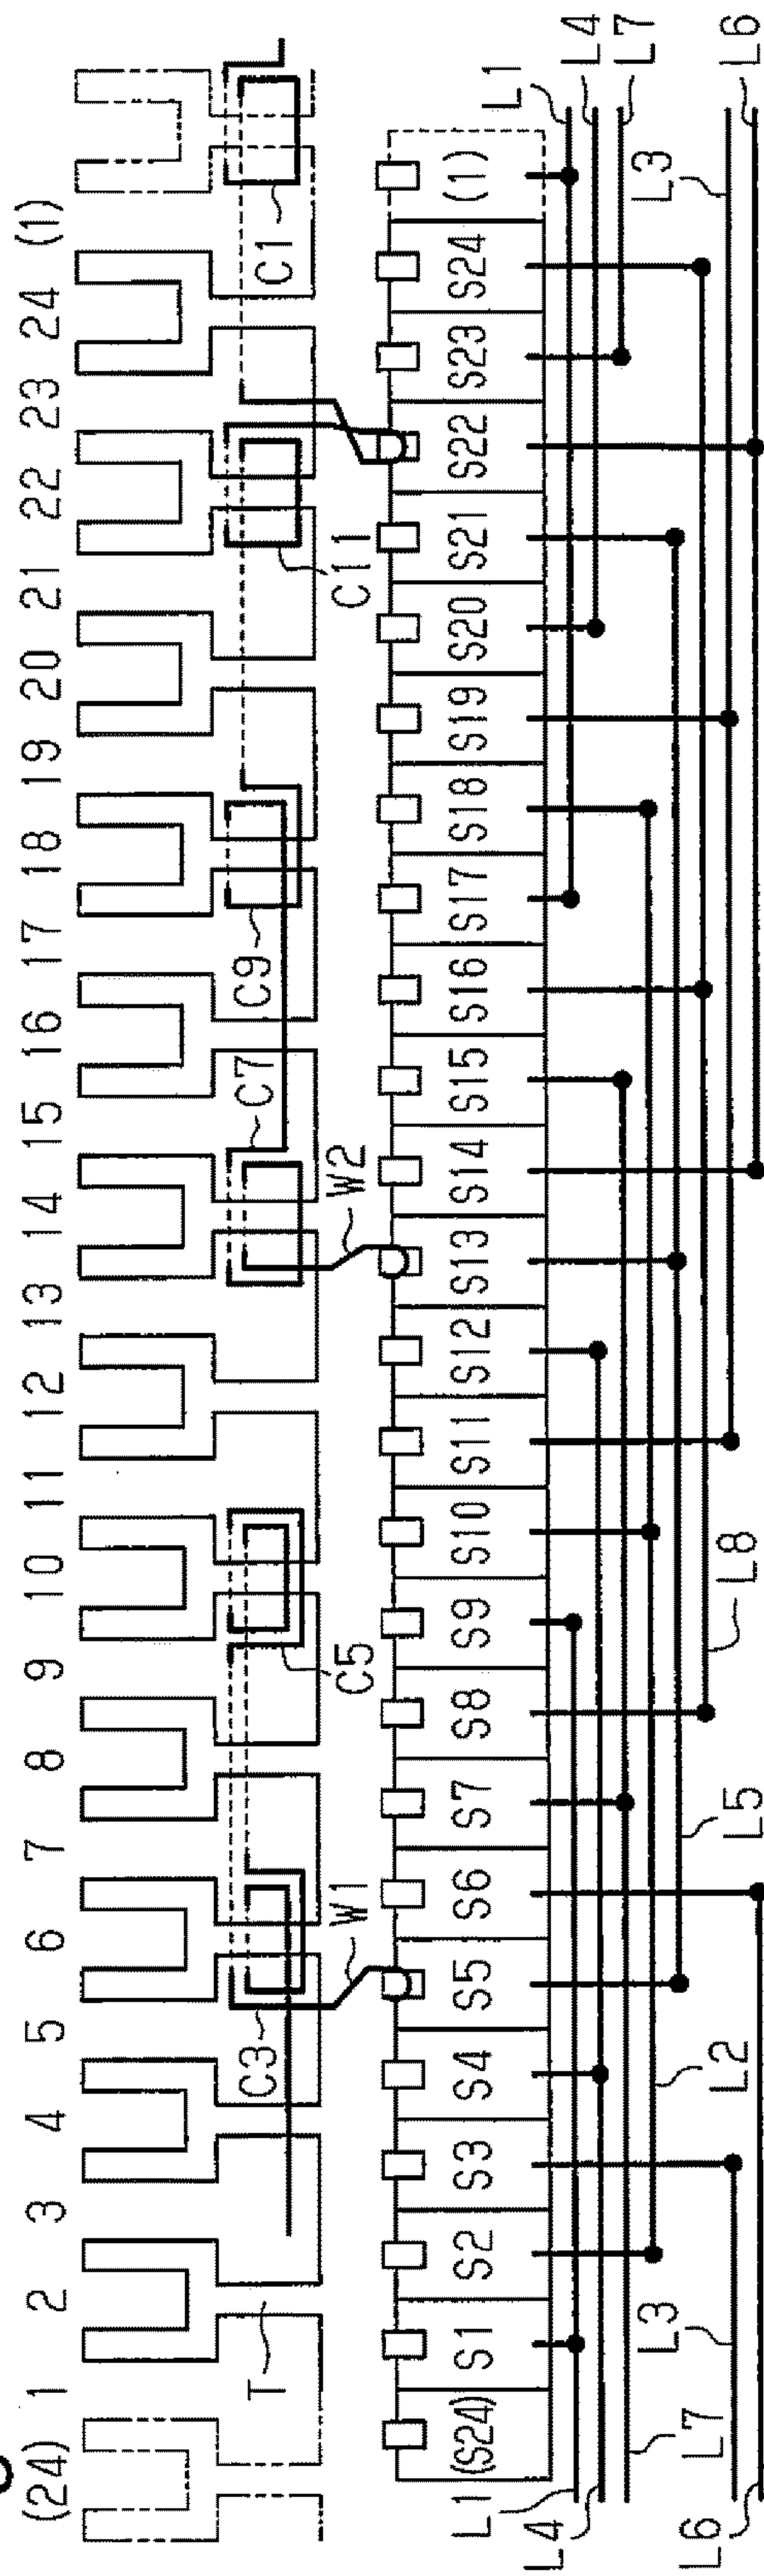 (24) 1 2 3 4 5 6 7 8 9 10 11 12 13 14 15 16 17 18 19 20 21 22 23 24 (1)
T C3 W1 C5 W2 C7 C9 C11 C1
(S24) S1 S2 S3 S4 S5 S6 S7 S8 S9 S10 S11 S12 S13 S14 S15 S16 S17 S18 S19 S20 S21 S22 S23 S24 (1)
L1 L1
L4 L4
L7 L7
L3 L2 L5 L8 L3
L6 L6